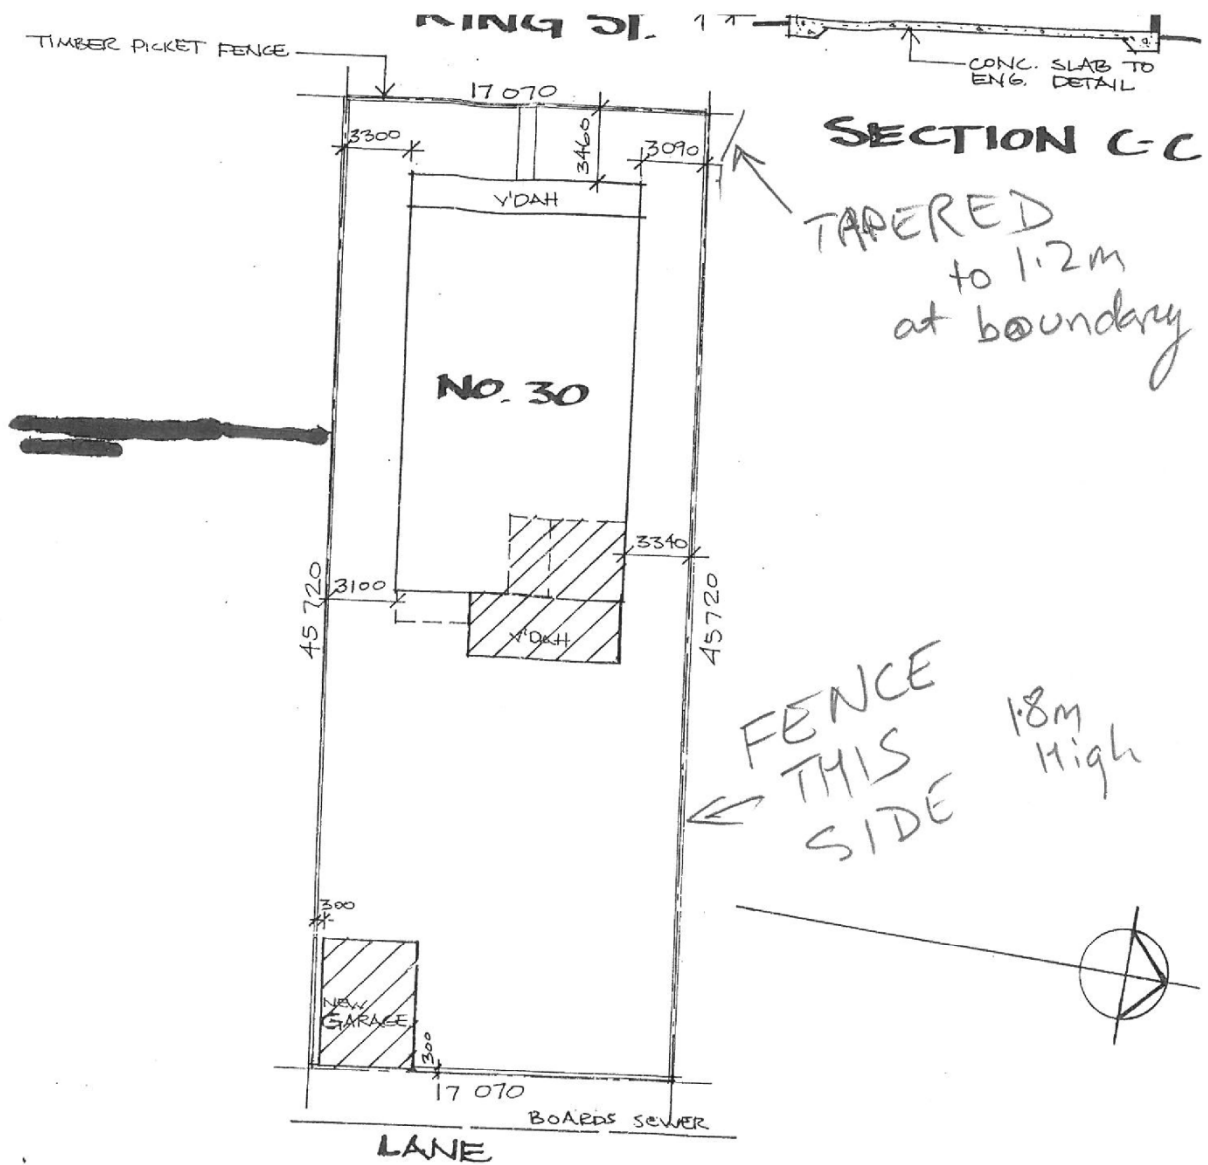 KING ST.
TIMBER PICKET FENCE
CONC. SLAB TO
ENG. DETAIL
SECTION C-C
17 070
3300
3460
3090
V'DAH
TAPERED
to 1.2m
at boundary
NO. 30
3340
3100
45 720
45720
V'DAH
FENCE
THIS
SIDE
1.8m
High
300
NEW
GARAGE
300
17 070
BOARDS SEWER
LANE